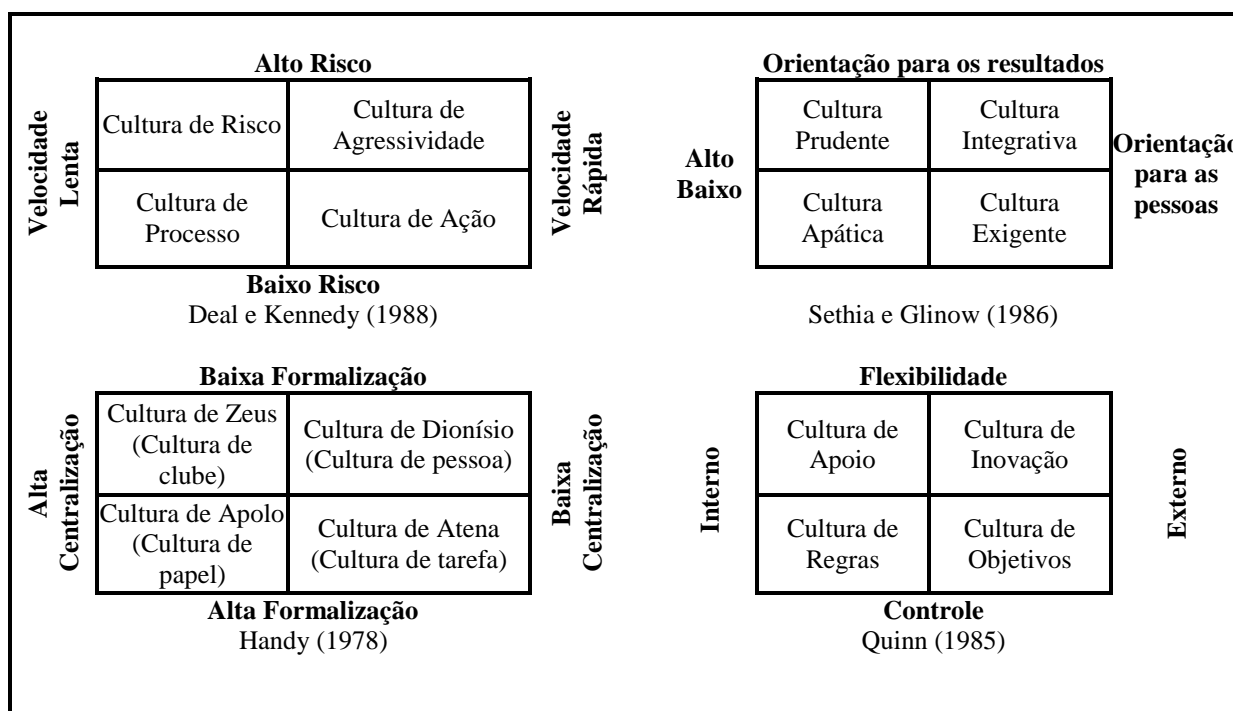 Alto Risco
Velocidade
Lenta
Cultura de Risco
Cultura de
Agressividade
Cultura de
Processo
Cultura de Ação
Velocidade
Rápida
Baixo Risco
Deal e Kennedy (1988)
Orientação para os resultados
Alto
Baixo
Cultura
Prudente
Cultura
Integrativa
Cultura
Apática
Cultura
Exigente
Orientação
para as
pessoas
Sethia e Glinow (1986)
Baixa Formalização
Alta
Centralização
Cultura de Zeus
(Cultura de
clube)
Cultura de Dionísio
(Cultura de pessoa)
Cultura de Apolo
(Cultura de
papel)
Cultura de Atena
(Cultura de tarefa)
Baixa
Centralização
Alta Formalização
Handy (1978)
Flexibilidade
Interno
Cultura de
Apoio
Cultura de
Inovação
Cultura de
Regras
Cultura de
Objetivos
Externo
Controle
Quinn (1985)